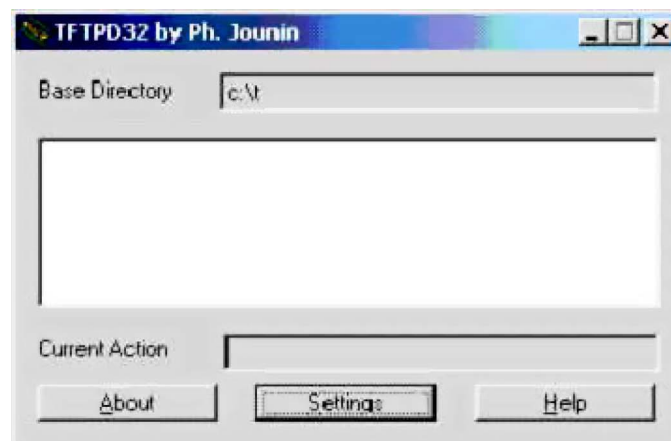 TFTPD32 by Ph. Jounin
Base Directory c:\t
Current Action
About Settings Help